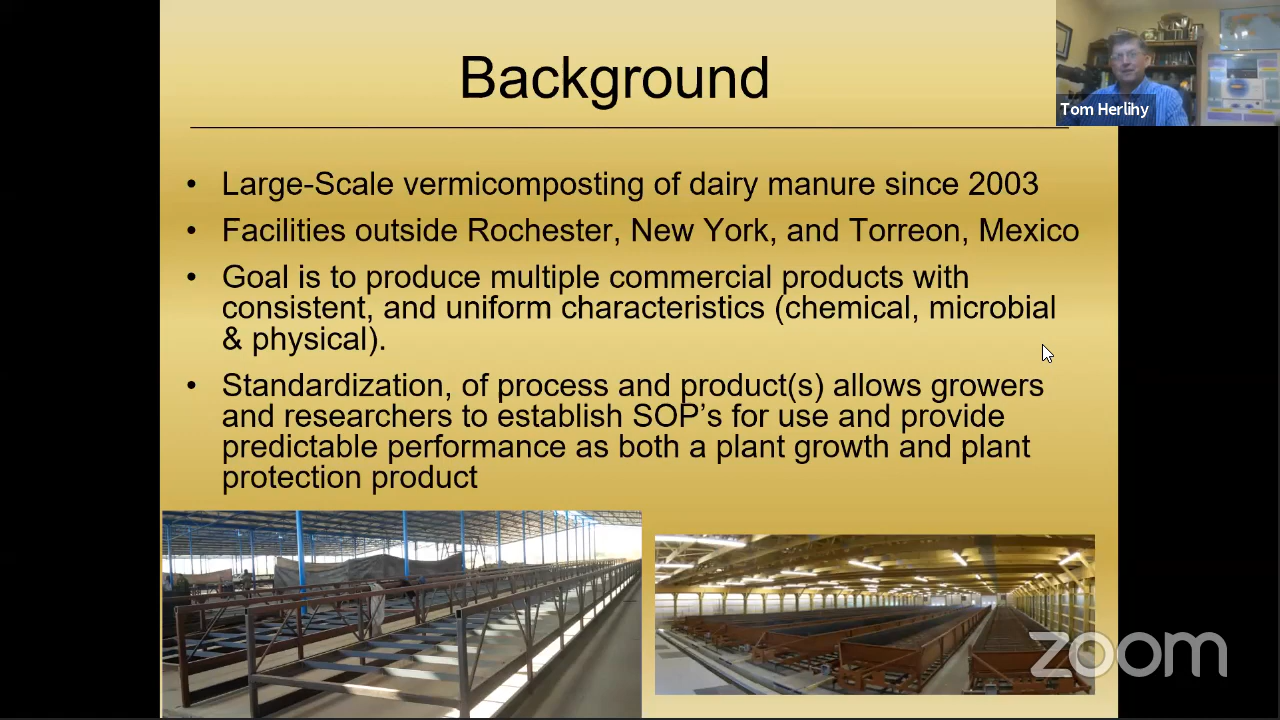 Background
Tom Herlihy
• Large-Scale vermicomposting of dairy manure since 2003
• Facilities outside Rochester, New York, and Torreon, Mexico
• Goal is to produce multiple commercial products with
consistent, and uniform characteristics (chemical, microbial
& physical).
• Standardization, of process and product(s) allows growers
and researchers to establish SOP's for use and provide
predictable performance as both a plant growth and plant
protection product
zoom